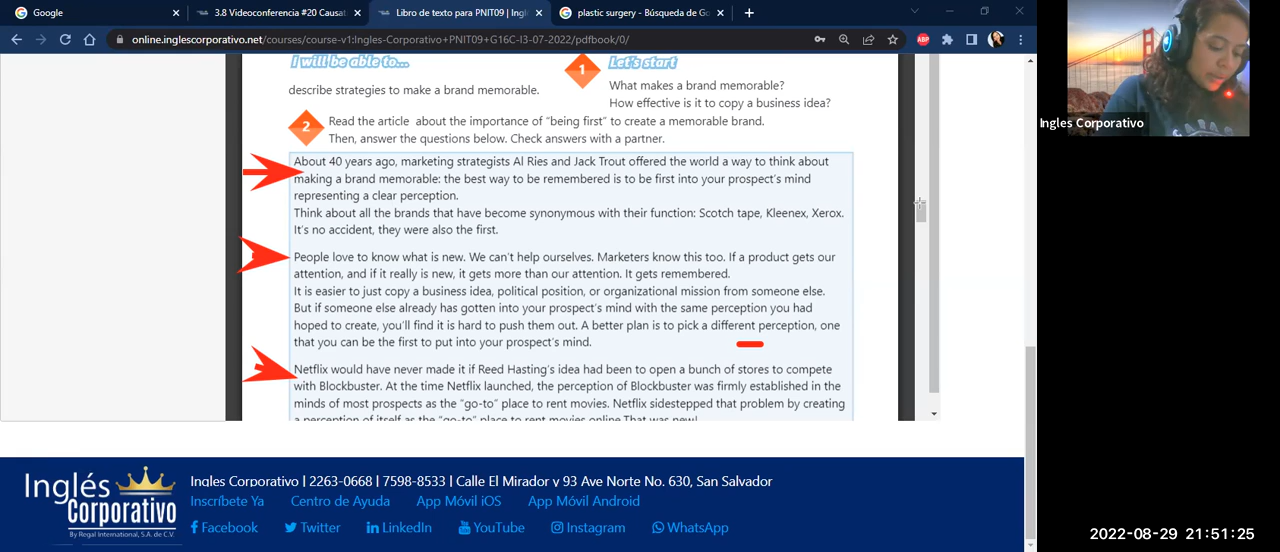 Google
3.8 Videoconferencia #20 Causat
Libro de texto para PNIT09 | Ingl
plastic surgery - Búsqueda de Go
online.inglescorporativo.net/courses/course-v1:Ingles-Corporativo+PNIT09+G16C-I3-07-2022/pdfbook/0/
I will be able to...
describe strategies to make a brand memorable.
1
Let's start
What makes a brand memorable?
How effective is it to copy a business idea?
2
Read the article about the importance of "being first" to create a memorable brand.
Then, answer the questions below. Check answers with a partner.
About 40 years ago, marketing strategists Al Ries and Jack Trout offered the world a way to think about
making a brand memorable: the best way to be remembered is to be first into your prospect's mind
representing a clear perception.
Think about all the brands that have become synonymous with their function: Scotch tape, Kleenex, Xerox.
It's no accident, they were also the first.
People love to know what is new. We can't help ourselves. Marketers know this too. If a product gets our
attention, and if it really is new, it gets more than our attention. It gets remembered.
It is easier to just copy a business idea, political position, or organizational mission from someone else.
But if someone else already has gotten into your prospect's mind with the same perception you had
hoped to create, you'll find it is hard to push them out. A better plan is to pick a different perception, one
that you can be the first to put into your prospect's mind.
Netflix would have never made it if Reed Hasting's idea had been to open a bunch of stores to compete
with Blockbuster. At the time Netflix launched, the perception of Blockbuster was firmly established in the
minds of most prospects as the "go-to" place to rent movies. Netflix sidestepped that problem by creating
a perception of itself as the "go-to" place to rent movies online. That was new!
Inglés
Corporativo
By Regal International, S.A. de C.V.
Ingles Corporativo | 2263-0668 | 7598-8533 | Calle El Mirador y 93 Ave Norte No. 630, San Salvador
Inscríbete Ya Centro de Ayuda App Móvil iOS App Móvil Android
Facebook Twitter LinkedIn YouTube Instagram WhatsApp
ABP
Ingles Corporativo
2022-08-29 21:51:25